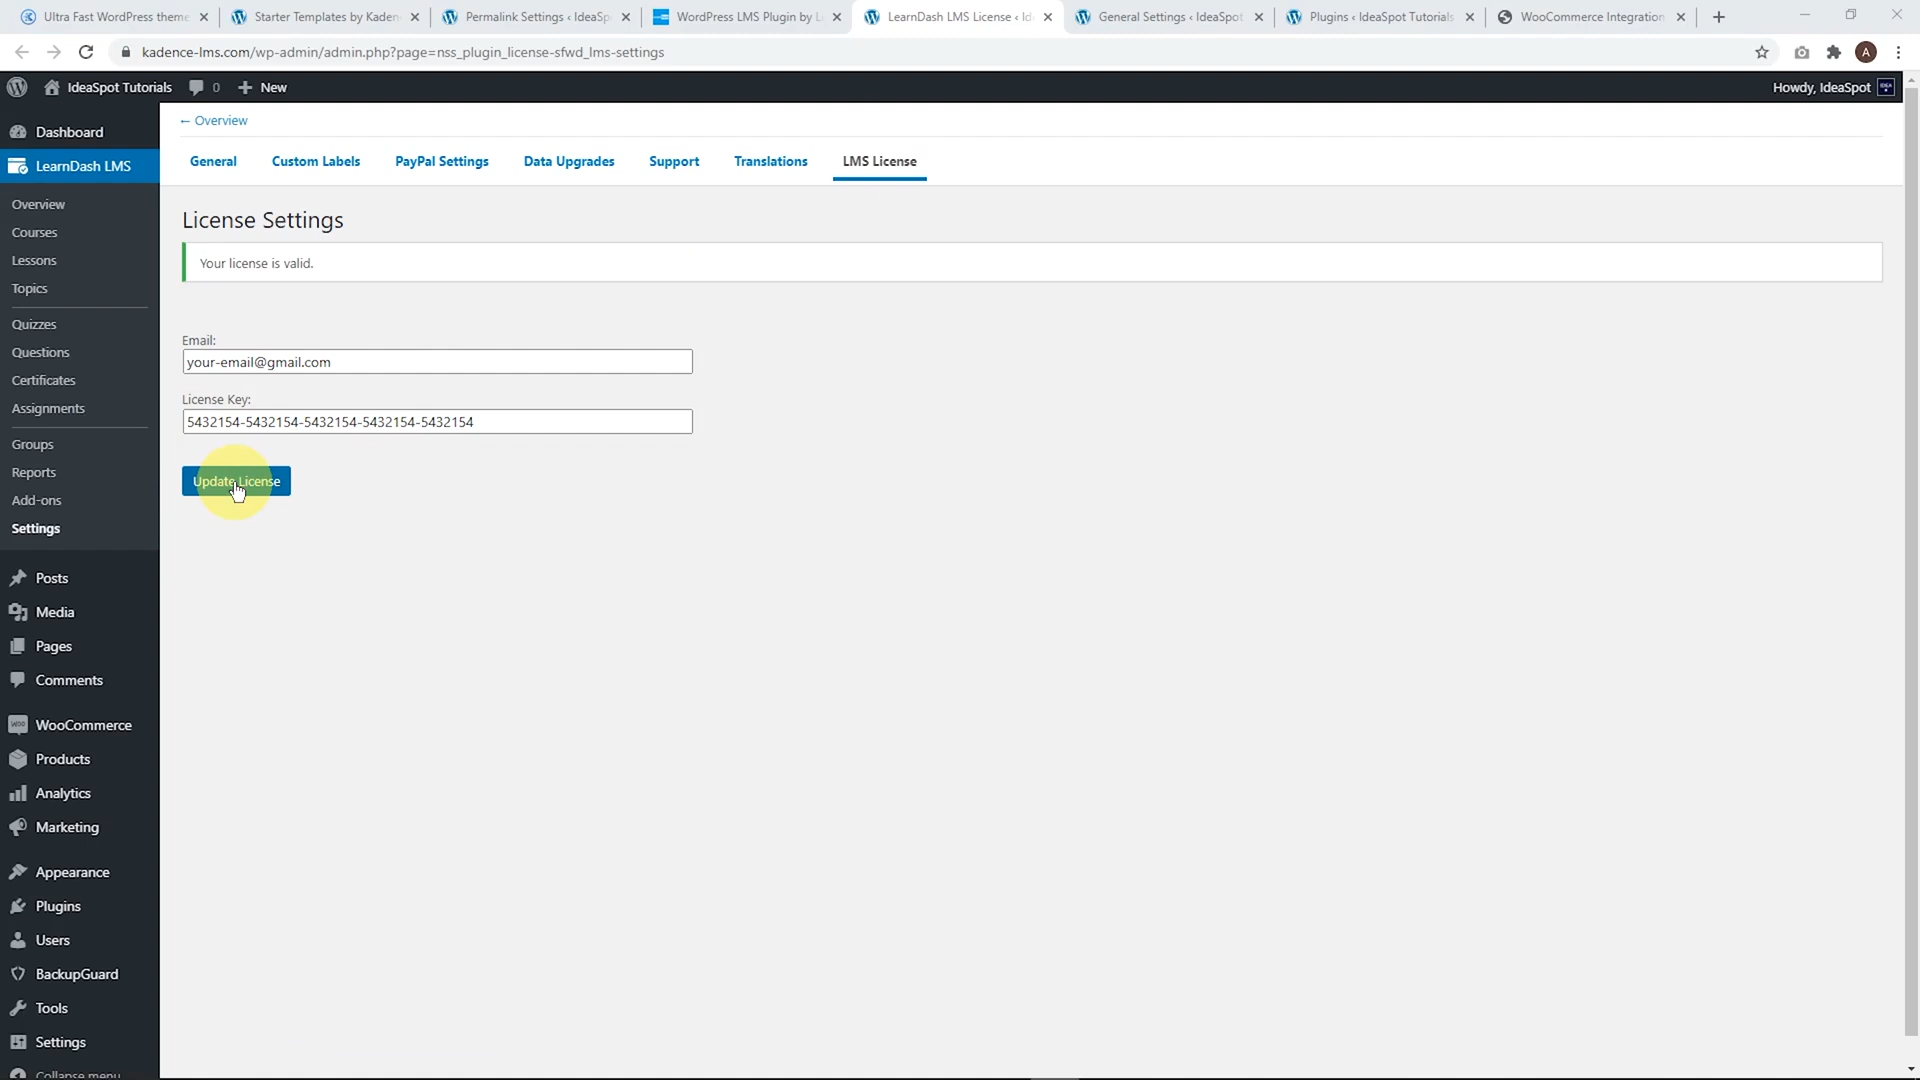 Ultra Fast WordPress theme
Starter Templates by Kaden
Permalink Settings ‹ IdeaSp
WordPress LMS Plugin by L
LearnDash LMS License ‹ Id
General Settings ‹ IdeaSpot
Plugins ‹ IdeaSpot Tutorials
WooCommerce Integration
kadence-lms.com/wp-admin/admin.php?page=nss_plugin_license-sfwd_lms-settings
A
IdeaSpot Tutorials
0
New
Howdy, IdeaSpot
← Overview
General
Custom Labels
PayPal Settings
Data Upgrades
Support
Translations
LMS License
License Settings
Your license is valid.
Email:
your-email@gmail.com
License Key:
5432154-5432154-5432154-5432154-5432154
Update License
Dashboard
LearnDash LMS
Overview
Courses
Lessons
Topics
Quizzes
Questions
Certificates
Assignments
Groups
Reports
Add-ons
Settings
Posts
Media
Pages
Comments
WooCommerce
Products
Analytics
Marketing
Appearance
Plugins
Users
BackupGuard
Tools
Settings
Collapse menu